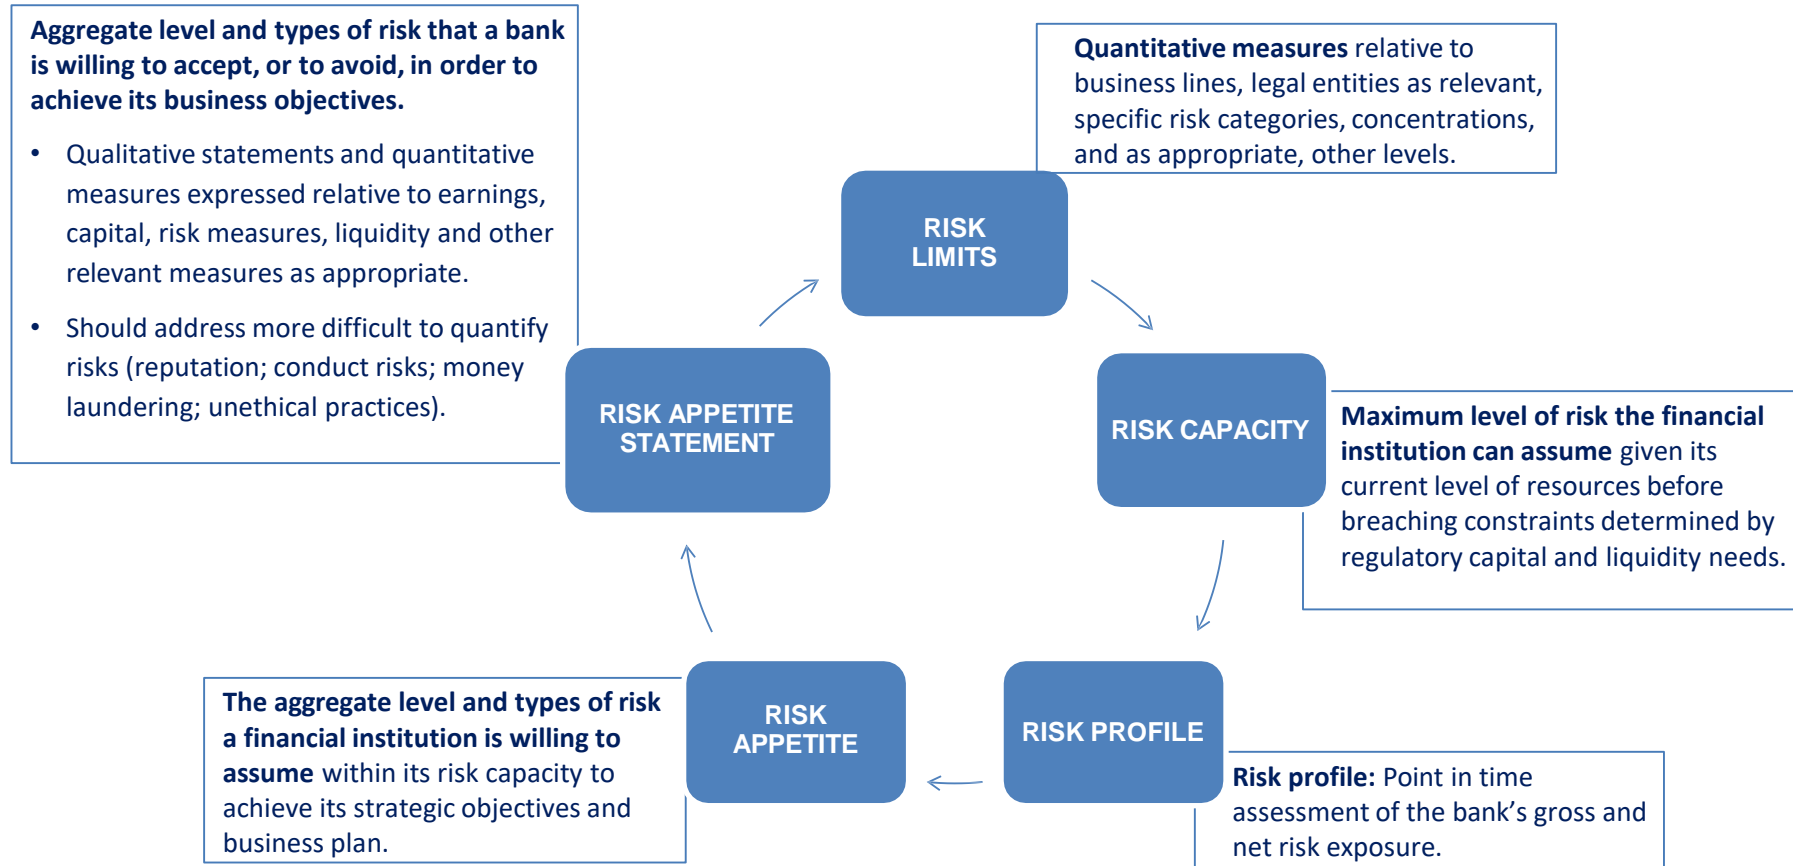 Aggregate level and types of risk that a bank
is willing to accept, or to avoid, in order to
achieve its business objectives.
• Qualitative statements and quantitative
measures expressed relative to earnings,
capital, risk measures, liquidity and other
relevant measures as appropriate.
• Should address more difficult to quantify
risks (reputation; conduct risks; money
laundering; unethical practices).
Quantitative measures relative to
business lines, legal entities as relevant,
specific risk categories, concentrations,
and as appropriate, other levels.
RISK
LIMITS
RISK APPETITE
STATEMENT
RISK CAPACITY
Maximum level of risk the financial
institution can assume given its
current level of resources before
breaching constraints determined by
regulatory capital and liquidity needs.
The aggregate level and types of risk
a financial institution is willing to
assume within its risk capacity to
achieve its strategic objectives and
business plan.
RISK
APPETITE
RISK PROFILE
Risk profile: Point in time
assessment of the bank’s gross and
net risk exposure.